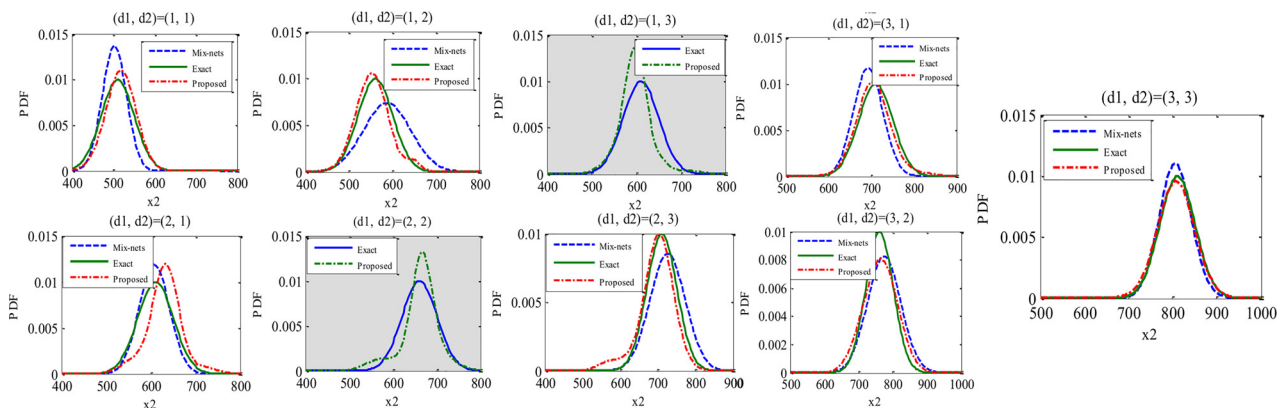 (d1, d2)=(1, 1)
0.015
0.01
0.005
0
P DF
Mix-nets
Exact
Proposed
400 500 600 700 800
x2
(d1, d2)=(1, 2)
0.015
0.01
0.005
0
P DF
Mix-nets
Exact
Proposed
400 500 600 700 800
x2
(d1, d2)=(1, 3)
0.015
0.01
0.005
0
P DF
Exact
Proposed
400 500 600 700 800
x2
(d1, d2)=(3, 1)
0.015
0.01
0.005
0
P DF
Mix-nets
Exact
Proposed
500 600 700 800 900
x2
(d1, d2)=(2, 1)
0.015
0.01
0.005
0
P DF
Mix-nets
Exact
Proposed
400 500 600 700 800
x2
(d1, d2)=(2, 2)
0.015
0.01
0.005
0
P DF
Exact
Proposed
400 500 600 700 800
x2
(d1, d2)=(2, 3)
0.01
0.005
0
P DF
Mix-nets
Exact
Proposed
400 500 600 700 800 900
x2
(d1, d2)=(3, 2)
0.01
0.008
0.006
0.004
0.002
0
P DF
Mix-nets
Exact
Proposed
500 600 700 800 900 1000
x2
(d1, d2)=(3, 3)
0.015
0.01
0.005
0
P DF
Mix-nets
Exact
Proposed
500 600 700 800 900 1000
x2